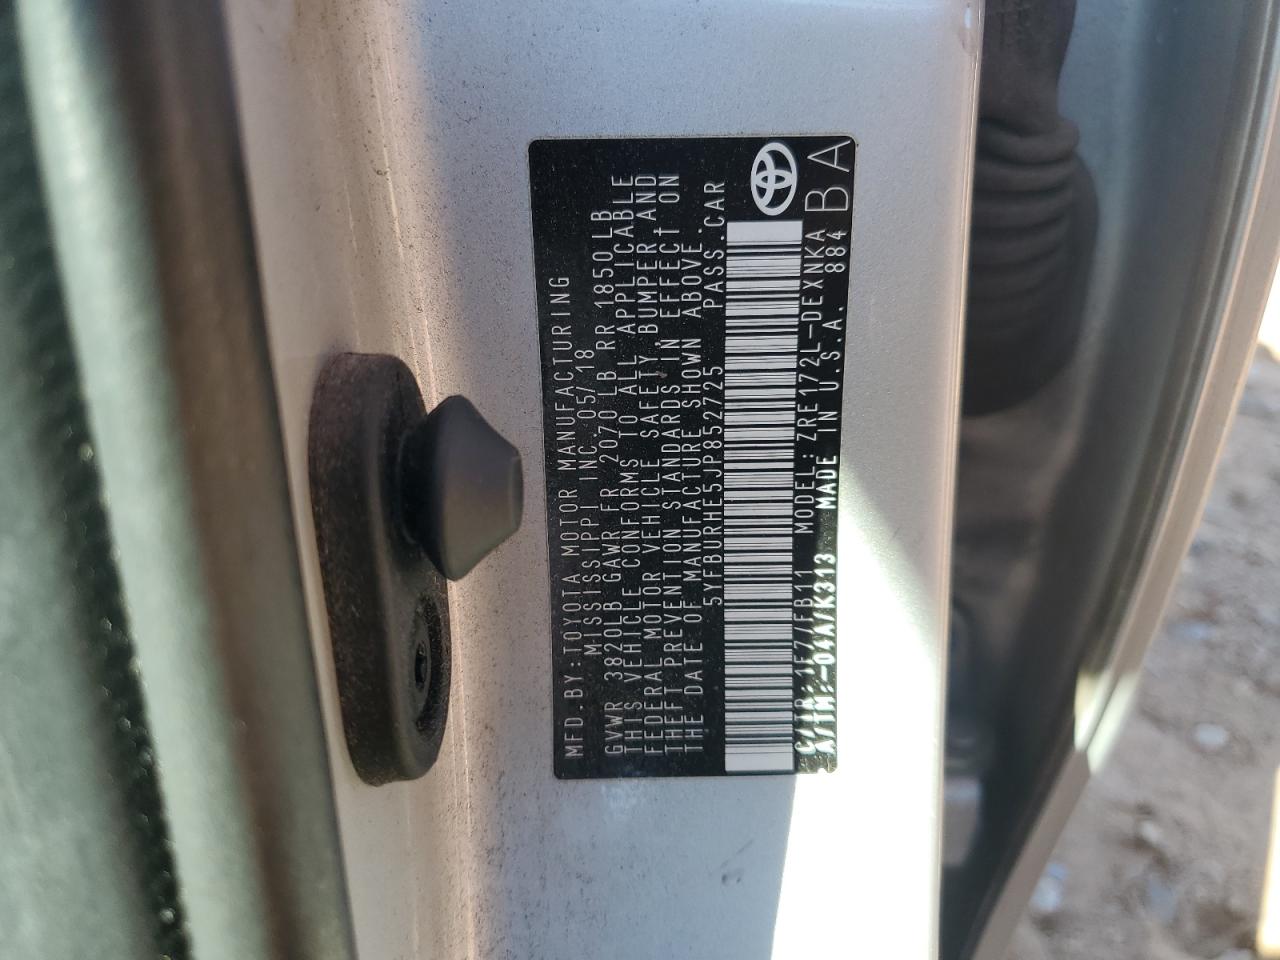 MFD.BY:TOYOTA MOTOR MANUFACTURING
MISSISSIPPI INC. 05/18
GVWR 3820LB GAWR FR 2070 LB RR 1850LB
THIS VEHICLE CONFORMS TO ALL APPLICABLE
FEDERAL MOTOR VEHICLE SAFETY, BUMPER,AND
THEFT PREVENTION STANDARDS IN EFFECT ON
THE DATE OF MANUFACTURE SHOWN ABOVE.
5YFBURHE5JP852725 PASS.CAR
C/TR:1F7/FB11 MODEL:ZRE172L-DEXNKA
A/TM:-04A/K313 MADE IN U.S.A. 884
BA